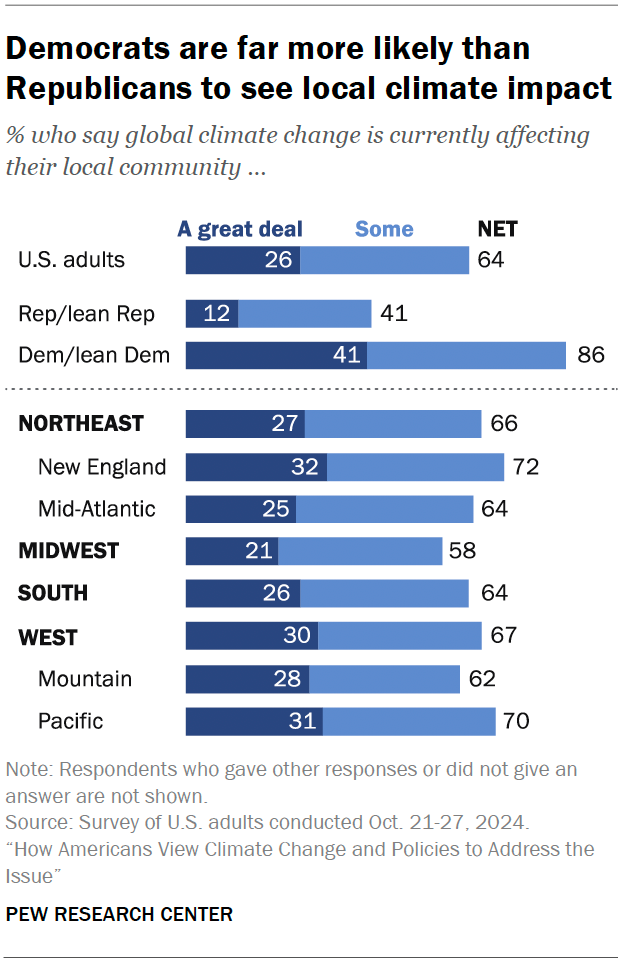 Democrats are far more likely than
Republicans to see local climate impact
% who say global climate change is currently affecting
their local community ...
A great deal Some NET
U.S. adults 26 64
Rep/lean Rep 12 41
Dem/lean Dem 41 86
NORTHEAST 27 66
New England 32 72
Mid-Atlantic 25 64
MIDWEST 21 58
SOUTH 26 64
WEST 30 67
Mountain 28 62
Pacific 31 70
Note: Respondents who gave other responses or did not give an
answer are not shown.
Source: Survey of U.S. adults conducted Oct. 21-27, 2024.
“How Americans View Climate Change and Policies to Address the
Issue”
PEW RESEARCH CENTER